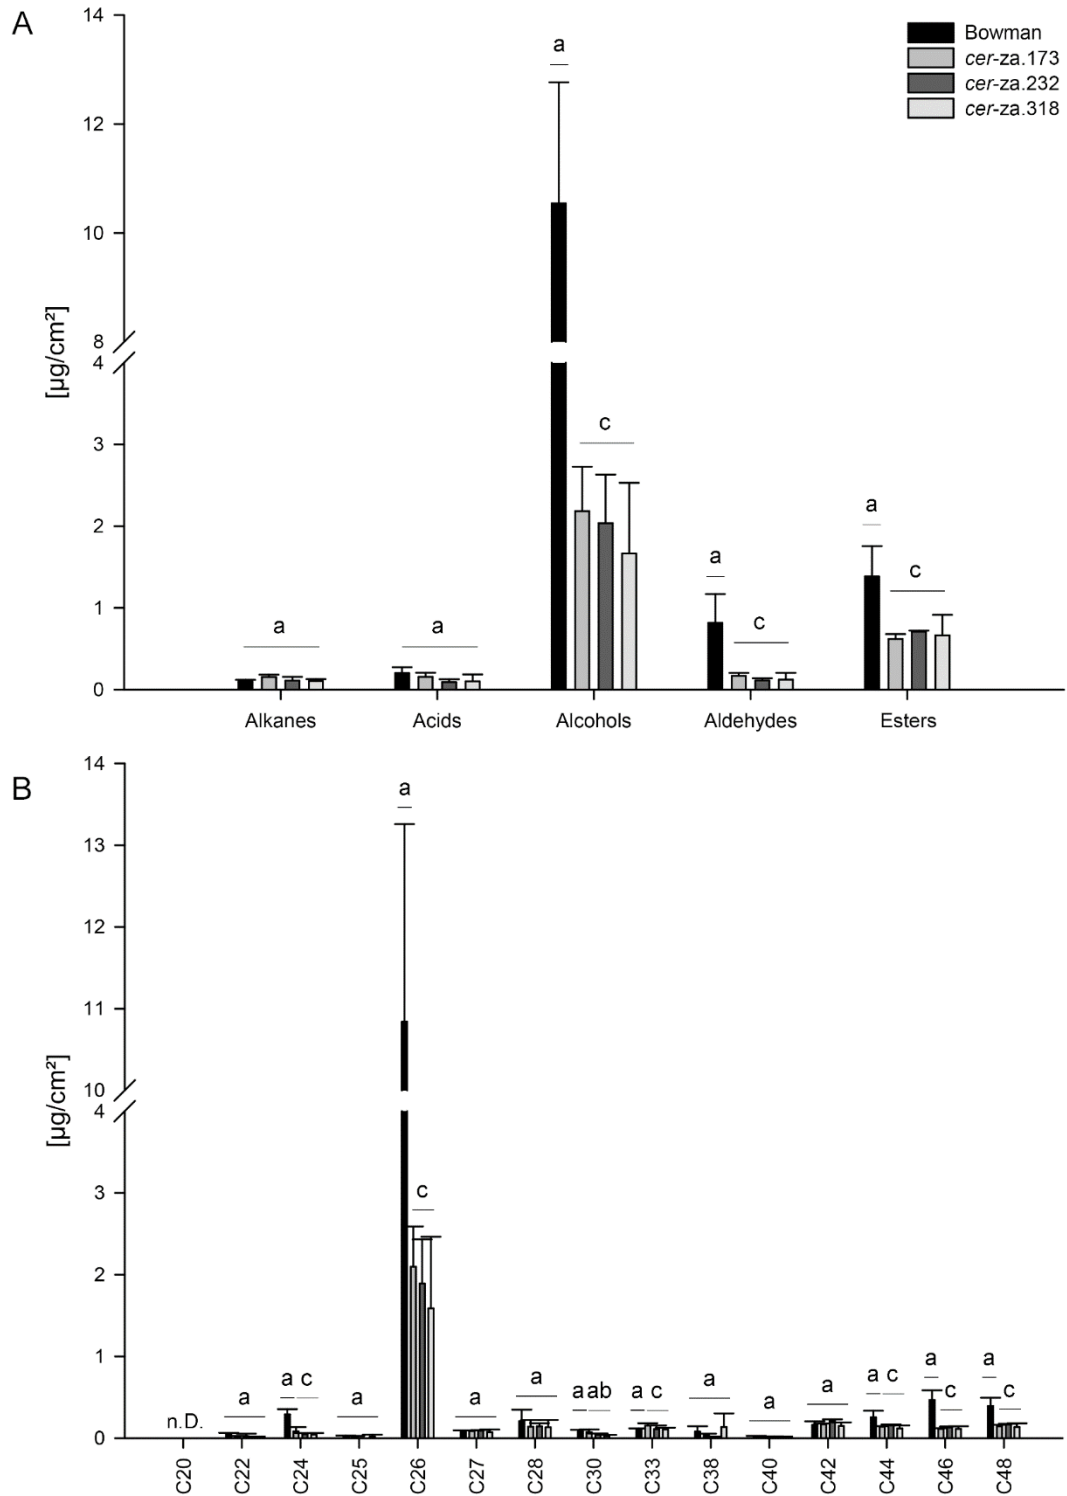 A
14
12
10
8
4
3
2
1
0
[µg/cm²]
Bowman
cer-za.173
cer-za.232
cer-za.318
a
a
a
c
a
c
a
c
Alkanes
Acids
Alcohols
Aldehydes
Esters
B
14
13
12
11
10
4
3
2
1
0
[µg/cm²]
n.D.
a
a c
a
a
c
a
a
a ab
a c
a
a
a
a c
a
c
a
c
C20
C22
C24
C25
C26
C27
C28
C30
C33
C38
C40
C42
C44
C46
C48